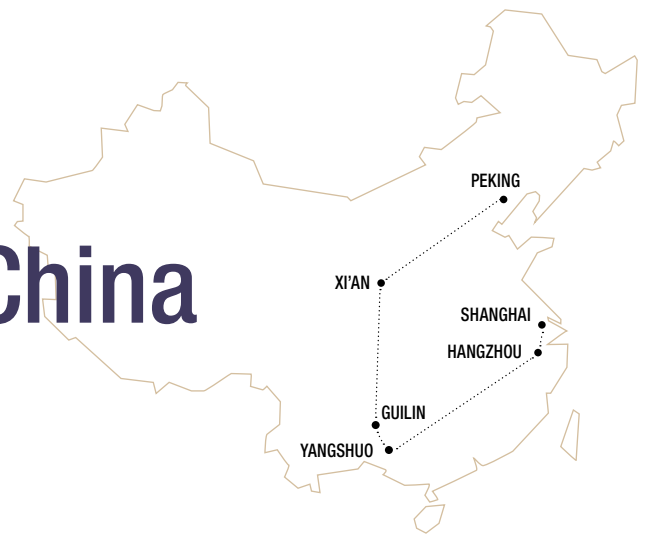 PEKING
China
XI'AN
SHANGHAI
HANGZHOU
GUILIN
YANGSHUO